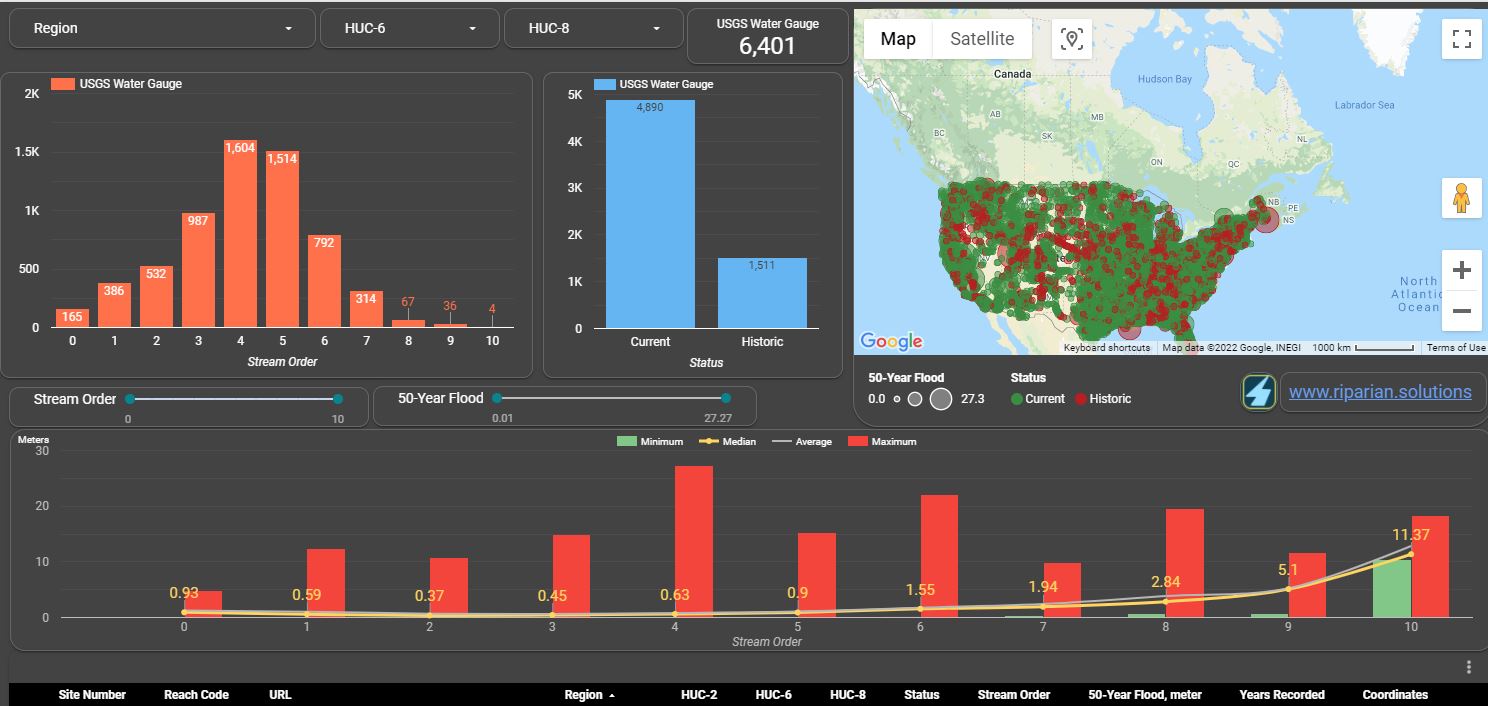 Region
HUC-6
HUC-8
USGS Water Gauge
6,401
USGS Water Gauge
2K
1.5K
1K
500
0
165
386
532
987
1,604
1,514
792
314
67
36
4
0 1 2 3 4 5 6 7 8 9 10
Stream Order
USGS Water Gauge
5K
4K
3K
2K
1K
0
4,890
1,511
Current Historic
Status
Map Satellite
Canada
Hudson Bay
Labrador Sea
AB
MB
BC
SK
NL
ON
QC
NB
PE
NS
NV
North
Atlantic
Ocean
Google
Keyboard shortcuts Map data ©2022 Google, INEGI 1000 km Terms of Use
50-Year Flood
0.0 27.3
Status
Current Historic
www.riparian.solutions
Stream Order
0 10
50-Year Flood
0.01 27.27
Meters
Minimum Median Average Maximum
30
20
10
0
0.93
0.59
0.37
0.45
0.63
0.9
1.55
1.94
2.84
5.1
11.37
0 1 2 3 4 5 6 7 8 9 10
Stream Order
Site Number Reach Code URL Region HUC-2 HUC-6 HUC-8 Status Stream Order 50-Year Flood, meter Years Recorded Coordinates